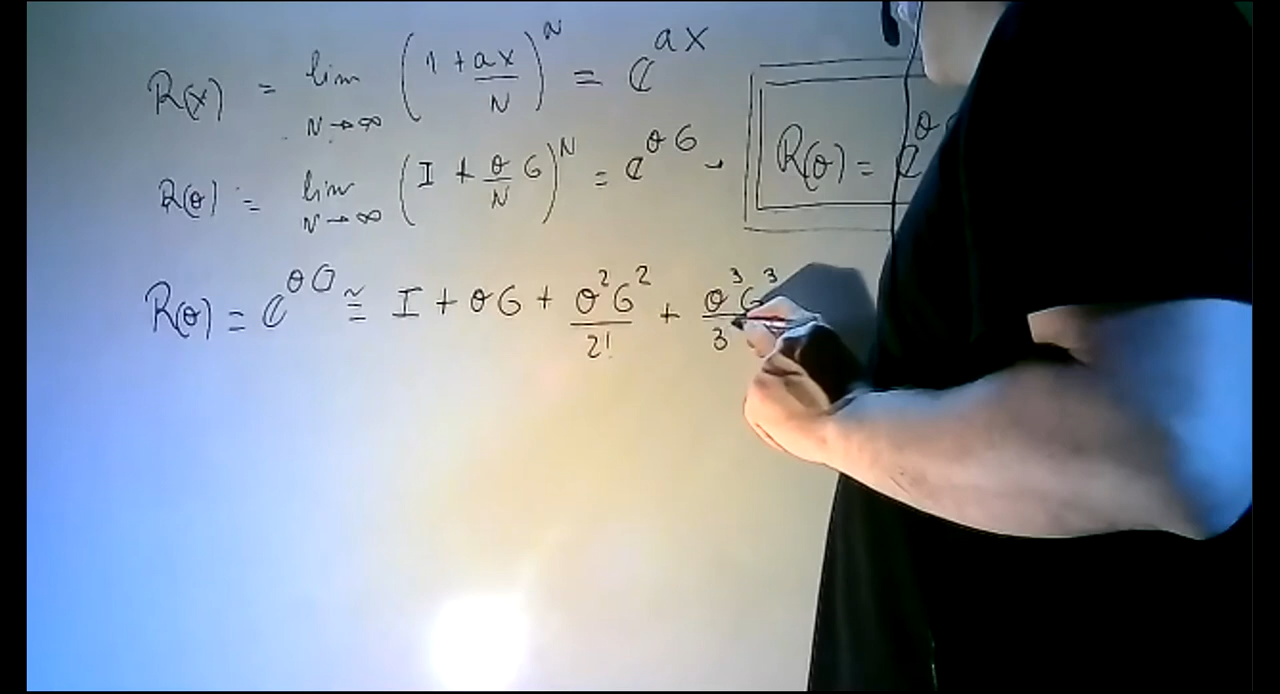 R(x) = lim N→∞ (1 + ax/N)^N = e^ax
R(θ) = lim N→∞ (I + θ/N G)^N = e^θG .
R(θ) = e^θ
R(θ) = e^θG ≅ I + θG + θ²G²/2! + θ³G³/3